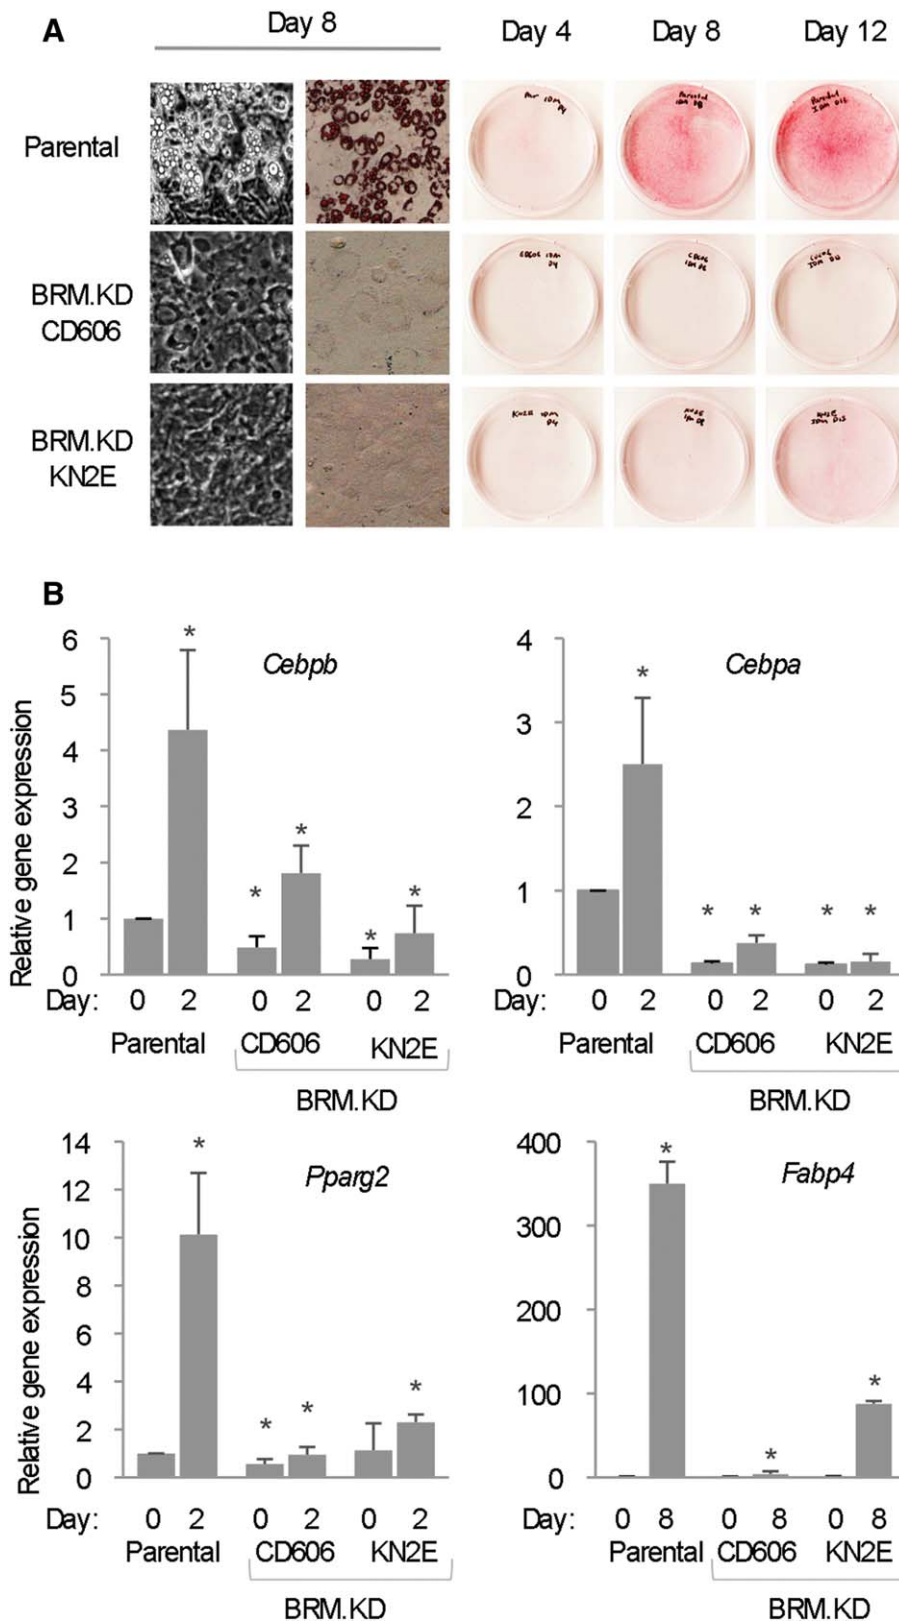 A
Day 8
Day 4
Day 8
Day 12
Parental
BRM.KD
CD606
BRM.KD
KN2E
Parental
B
Relative gene expression
6
5
4
3
2
1
0
*
*
*
*
*
Cebpb
Day: 0 2 0 2 0 2
Parental CD606 KN2E
BRM.KD
4
3
2
1
0
*
*
*
*
*
Cebpa
0 2 0 2 0 2
Parental CD606 KN2E
BRM.KD
Relative gene expression
14
12
10
8
6
4
2
0
*
*
*
*
Pparg2
Day: 0 2 0 2 0 2
Parental CD606 KN2E
BRM.KD
400
300
200
100
0
*
*
*
Fabp4
Day: 0 8 0 8 0 8
Parental CD606 KN2E
BRM.KD